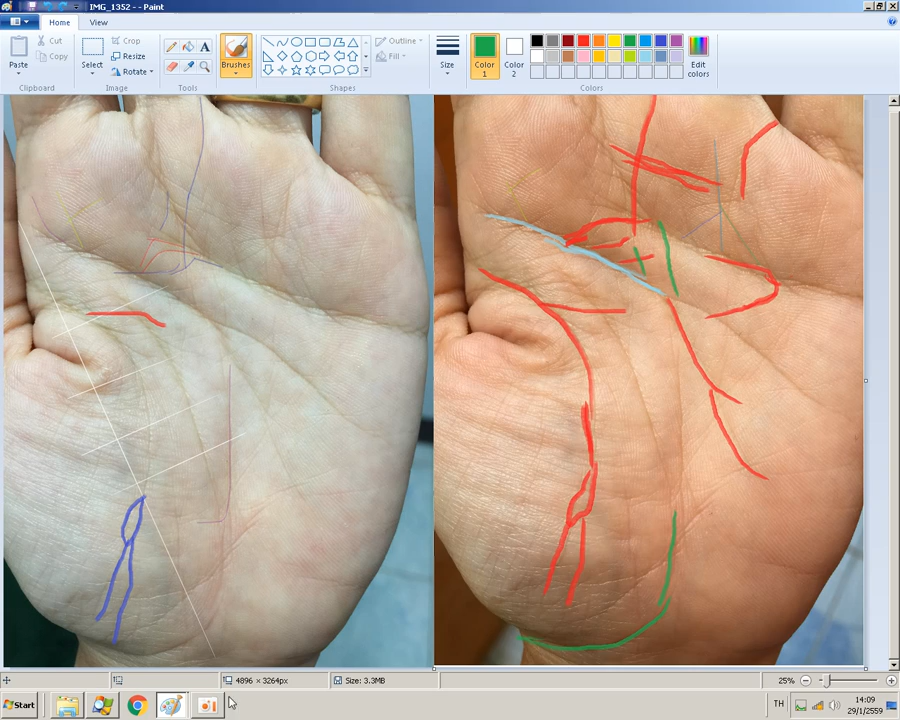 IMG_1352 - - Paint
Home
View
Paste
Cut
Copy
Clipboard
Select
Crop
Resize
Rotate
Image
A
Tools
Brushes
Shapes
Outline
Fill
Size
Color 1
Color 2
Edit colors
Colors
4896 × 3264px
Size: 3.3MB
25%
Start
TH
14:09
29/1/2559